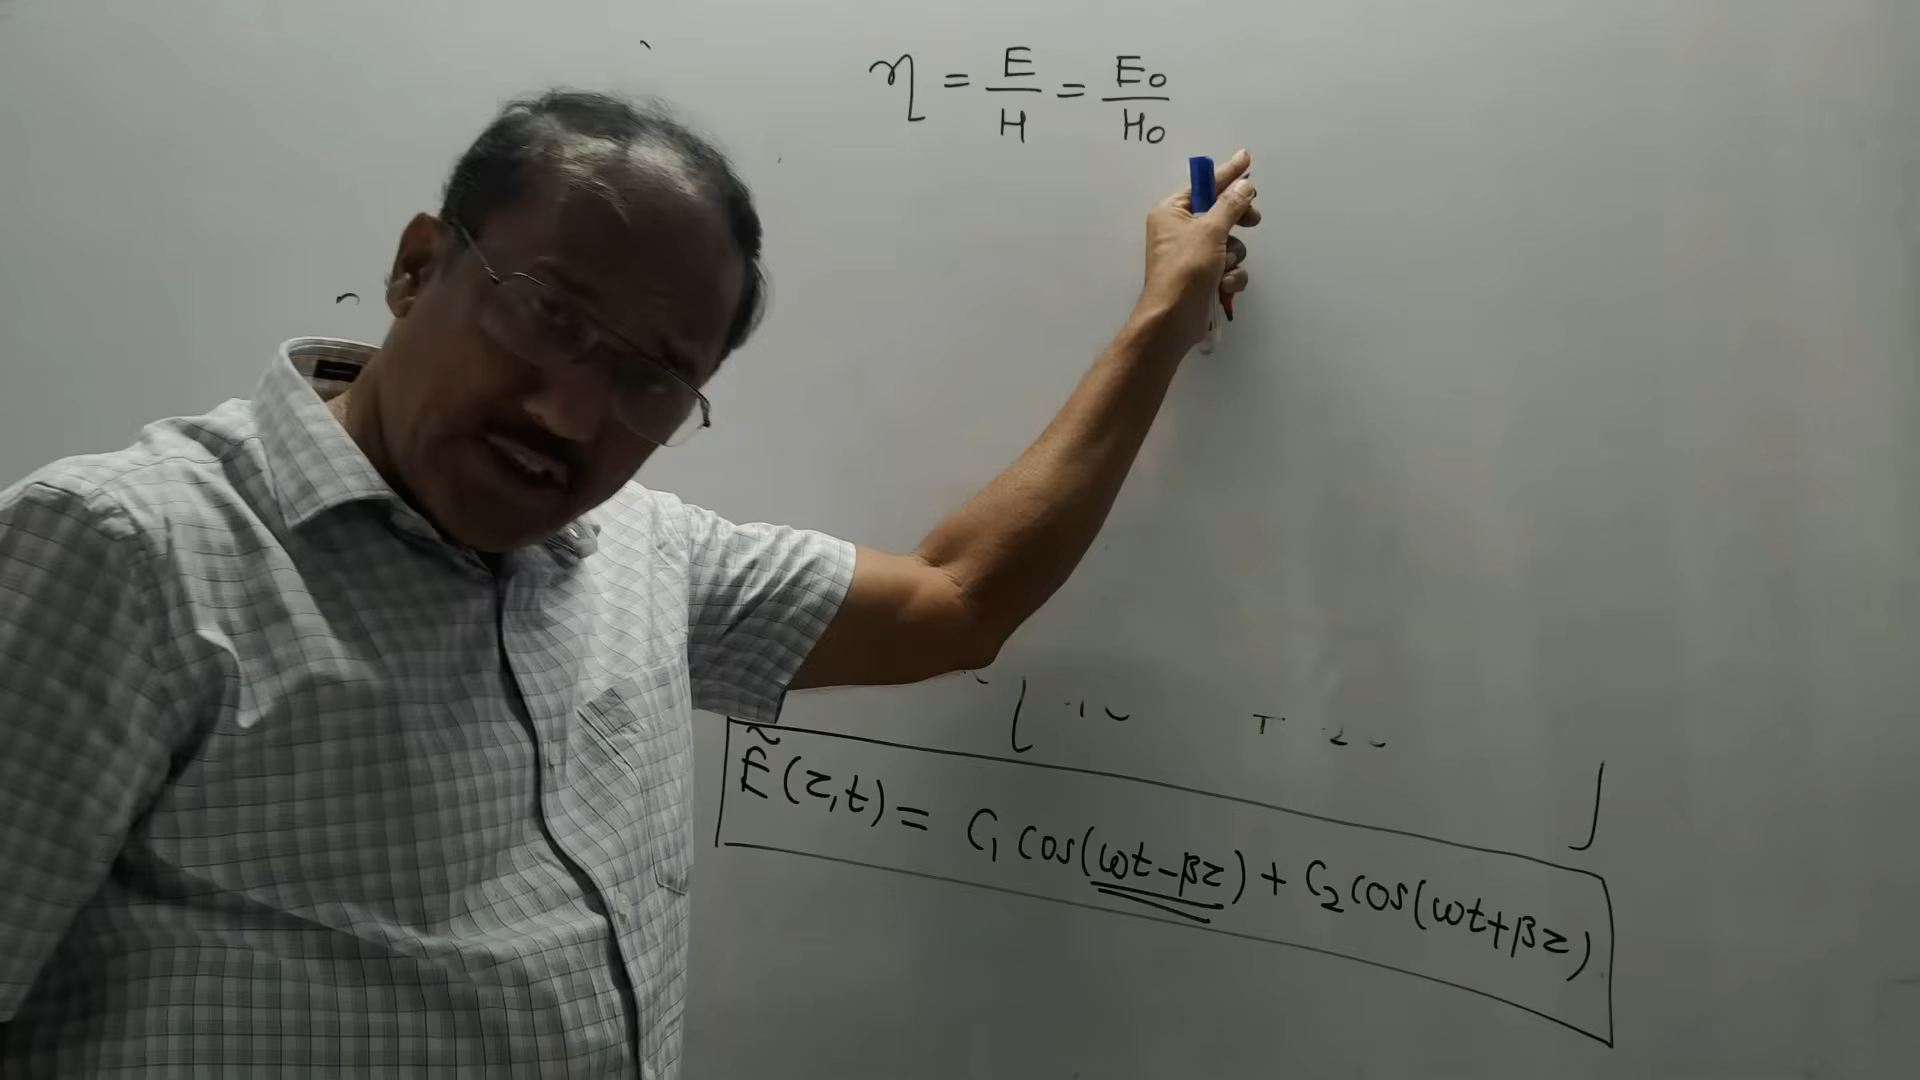 η = E/H = E₀/H₀
Ẽ(z,t) = C₁ cos(ωt-βz) + C₂ cos(ωt+βz)